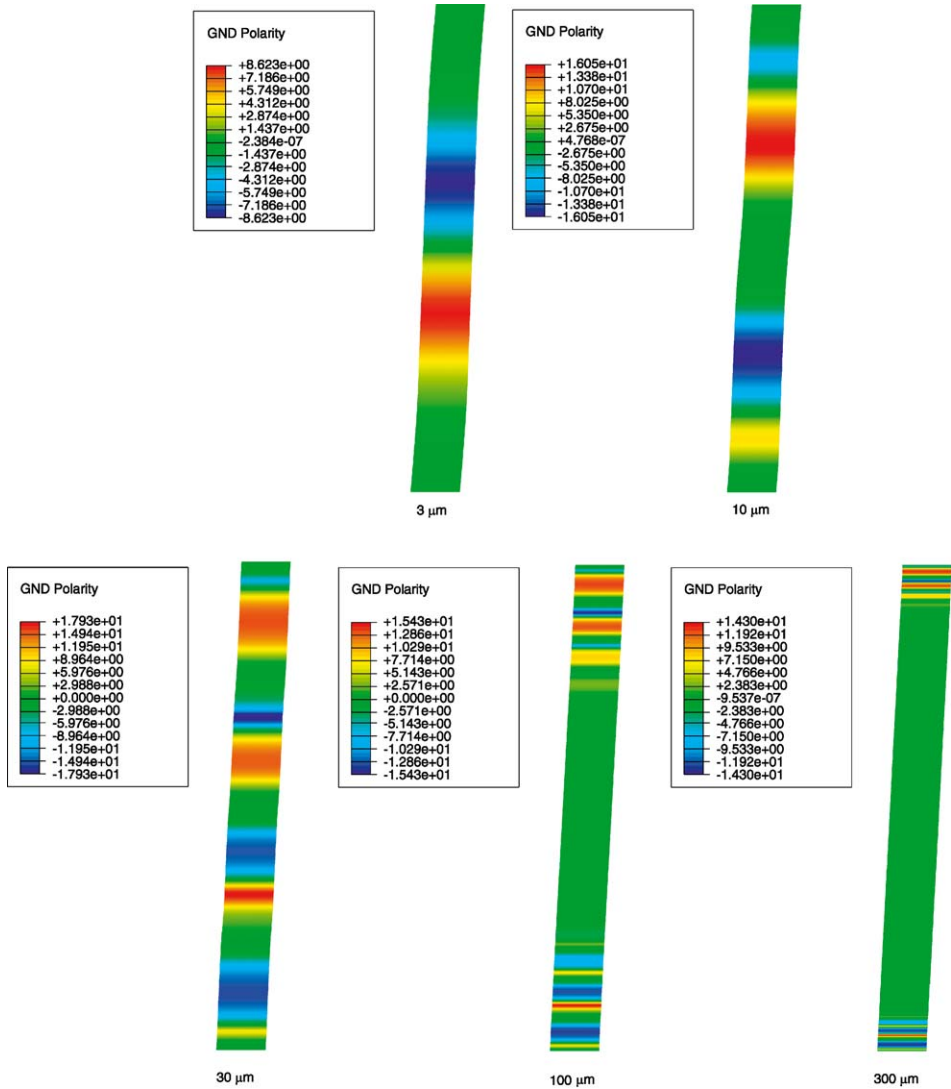 GND Polarity
+8.623e+00
+7.186e+00
+5.749e+00
+4.312e+00
+2.874e+00
+1.437e+00
-2.384e-07
-1.437e+00
-2.874e+00
-4.312e+00
-5.749e+00
-7.186e+00
-8.623e+00
3 μm
GND Polarity
+1.605e+01
+1.338e+01
+1.070e+01
+8.025e+00
+5.350e+00
+2.675e+00
+4.768e-07
-2.675e+00
-5.350e+00
-8.025e+00
-1.070e+01
-1.338e+01
-1.605e+01
10 μm
GND Polarity
+1.793e+01
+1.494e+01
+1.195e+01
+8.964e+00
+5.976e+00
+2.988e+00
+0.000e+00
-2.988e+00
-5.976e+00
-8.964e+00
-1.195e+01
-1.494e+01
-1.793e+01
30 μm
GND Polarity
+1.543e+01
+1.286e+01
+1.029e+01
+7.714e+00
+5.143e+00
+2.571e+00
+0.000e+00
-2.571e+00
-5.143e+00
-7.714e+00
-1.029e+01
-1.286e+01
-1.543e+01
100 μm
GND Polarity
+1.430e+01
+1.192e+01
+9.533e+00
+7.150e+00
+4.766e+00
+2.383e+00
-9.537e-07
-2.383e+00
-4.766e+00
-7.150e+00
-9.533e+00
-1.192e+01
-1.430e+01
300 μm